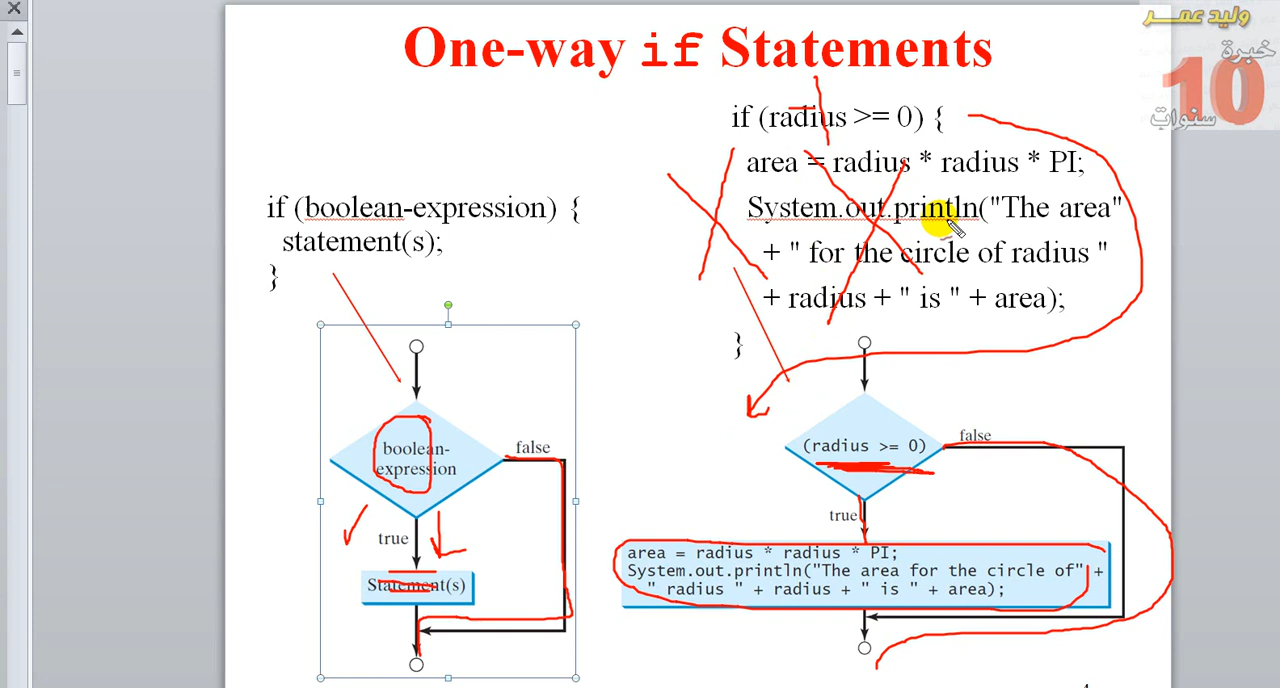 وليد عمر
خبرة
10
سنوات
One-way if Statements
if (boolean-expression) {
statement(s);
}
if (radius >= 0) {
area = radius * radius * PI;
System.out.println("The area"
+ " for the circle of radius "
+ radius + " is " + area);
}
boolean-
expression
false
true
Statement(s)
(radius >= 0)
false
true
area = radius * radius * PI;
System.out.println("The area for the circle of" +
" radius " + radius + " is " + area);